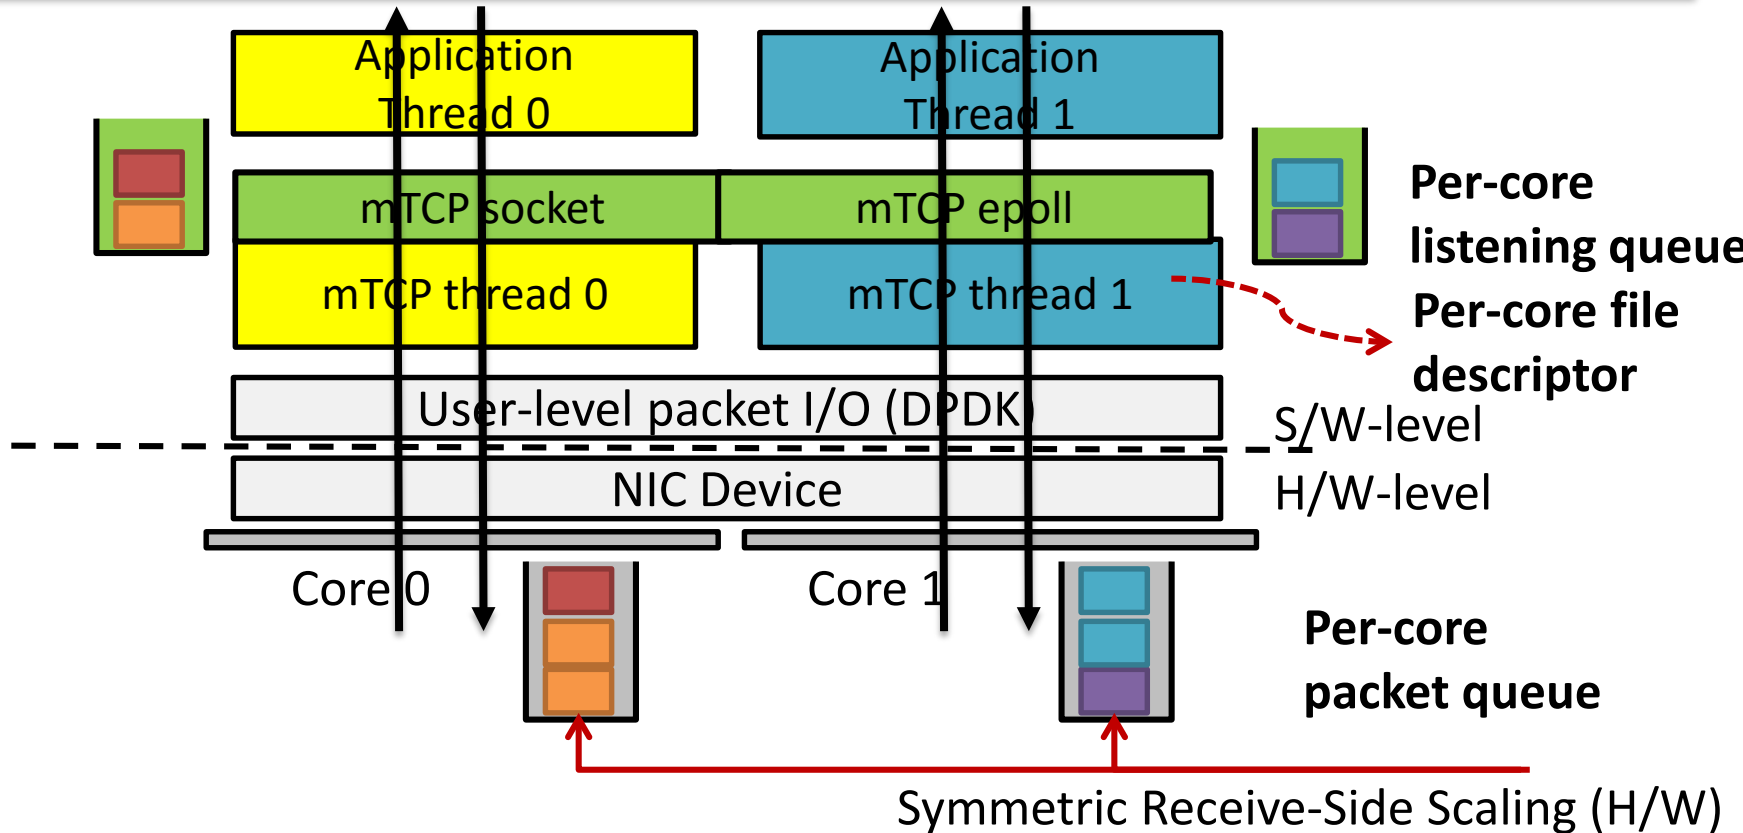 Application
Thread 0
Application
Thread 1
mTCP socket
mTCP epoll
Per-core
listening queue
mTCP thread 0
mTCP thread 1
Per-core file
descriptor
User-level packet I/O (DPDK)
S/W-level
NIC Device
H/W-level
Core 0
Core 1
Per-core
packet queue
Symmetric Receive-Side Scaling (H/W)